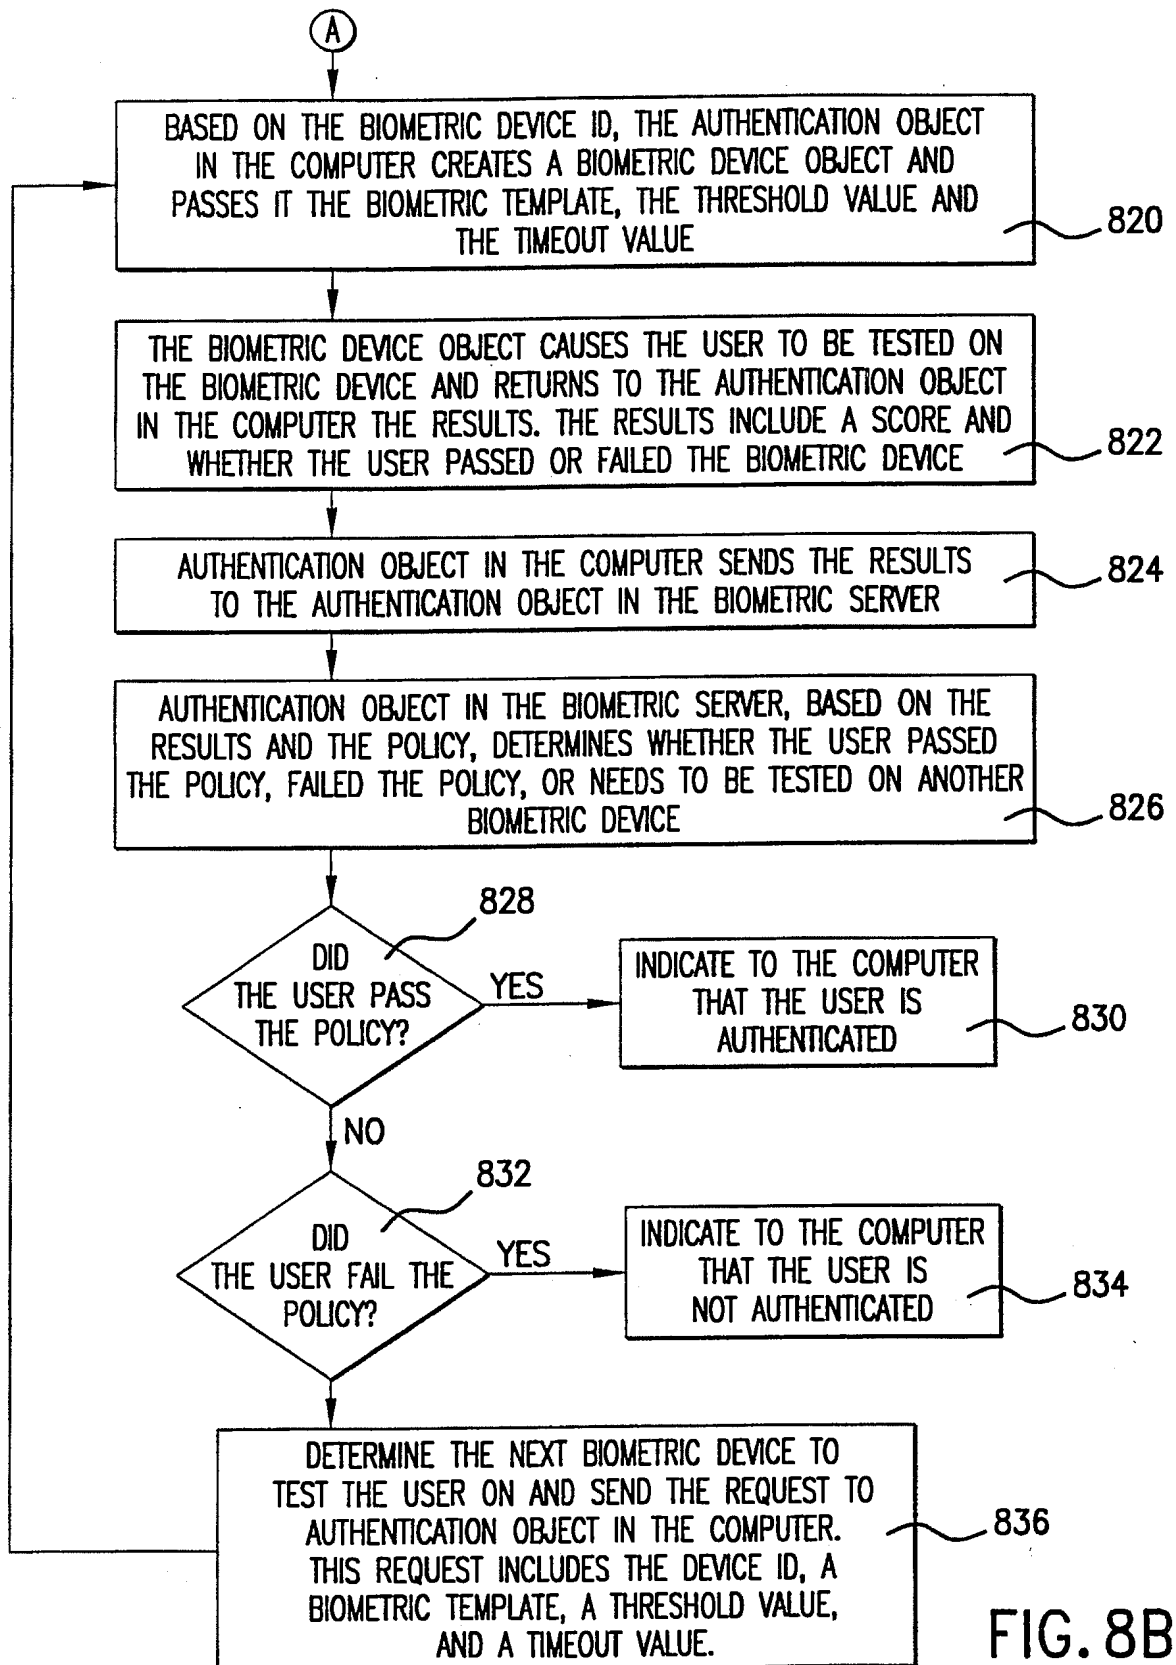 A
BASED ON THE BIOMETRIC DEVICE ID, THE AUTHENTICATION OBJECT
IN THE COMPUTER CREATES A BIOMETRIC DEVICE OBJECT AND
PASSES IT THE BIOMETRIC TEMPLATE, THE THRESHOLD VALUE AND
THE TIMEOUT VALUE
820
THE BIOMETRIC DEVICE OBJECT CAUSES THE USER TO BE TESTED ON
THE BIOMETRIC DEVICE AND RETURNS TO THE AUTHENTICATION OBJECT
IN THE COMPUTER THE RESULTS. THE RESULTS INCLUDE A SCORE AND
WHETHER THE USER PASSED OR FAILED THE BIOMETRIC DEVICE
822
AUTHENTICATION OBJECT IN THE COMPUTER SENDS THE RESULTS
TO THE AUTHENTICATION OBJECT IN THE BIOMETRIC SERVER
824
AUTHENTICATION OBJECT IN THE BIOMETRIC SERVER, BASED ON THE
RESULTS AND THE POLICY, DETERMINES WHETHER THE USER PASSED
THE POLICY, FAILED THE POLICY, OR NEEDS TO BE TESTED ON ANOTHER
BIOMETRIC DEVICE
826
828
DID
THE USER PASS
THE POLICY?
YES
INDICATE TO THE COMPUTER
THAT THE USER IS
AUTHENTICATED
830
NO
832
DID
THE USER FAIL THE
POLICY?
YES
INDICATE TO THE COMPUTER
THAT THE USER IS
NOT AUTHENTICATED
834
DETERMINE THE NEXT BIOMETRIC DEVICE TO
TEST THE USER ON AND SEND THE REQUEST TO
AUTHENTICATION OBJECT IN THE COMPUTER.
THIS REQUEST INCLUDES THE DEVICE ID, A
BIOMETRIC TEMPLATE, A THRESHOLD VALUE,
AND A TIMEOUT VALUE.
836
FIG. 8B